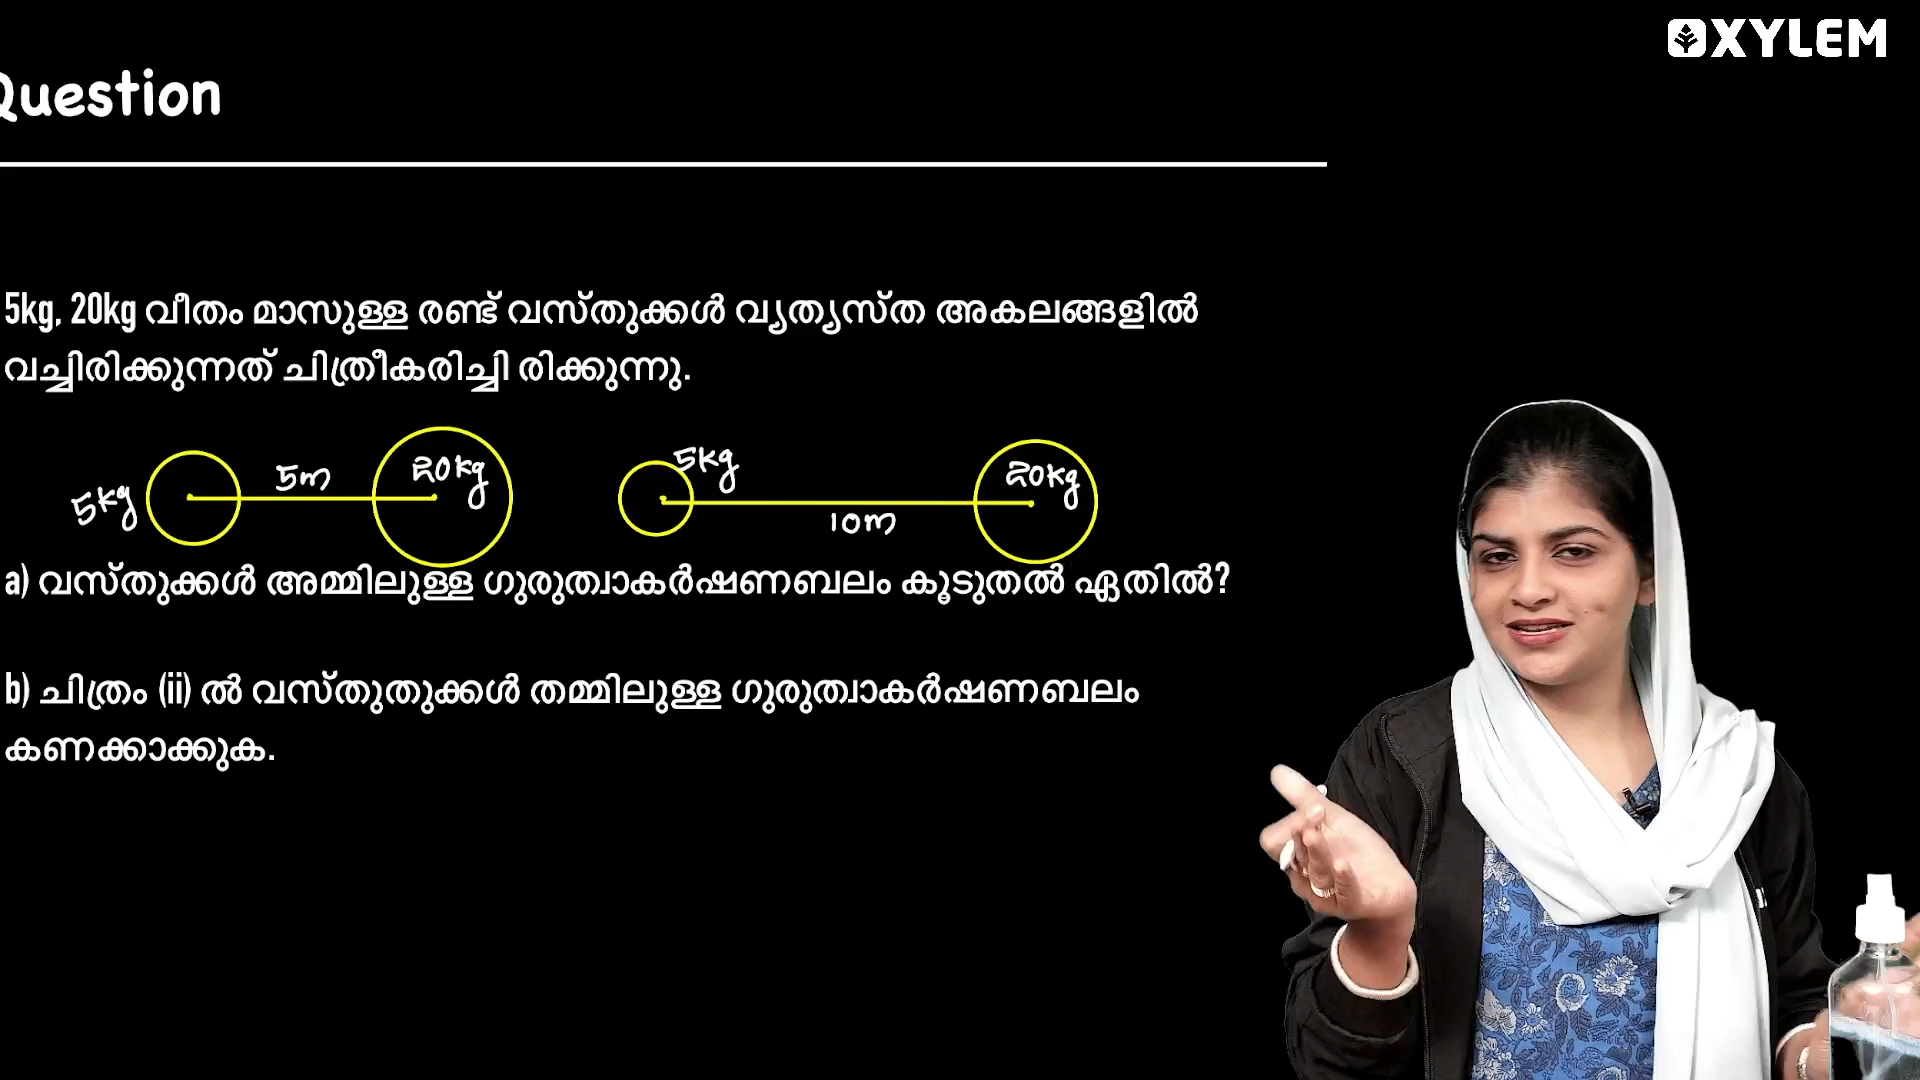 XYLEM
Question
5kg, 20kg വീതം മാസുള്ള രണ്ട് വസ്തുക്കൾ വ്യത്യസ്ത അകലങ്ങളിൽ
വച്ചിരിക്കുന്നത് ചിത്രീകരിച്ചി രിക്കുന്നു.
5kg 5m 20kg 5kg 10m 20kg
a) വസ്തുക്കൾ അമ്മിലുള്ള ഗുരുത്വാകർഷണബലം കൂടുതൽ ഏതിൽ?
b) ചിത്രം (ii) ൽ വസ്തുതുക്കൾ തമ്മിലുള്ള ഗുരുത്വാകർഷണബലം
കണക്കാക്കുക.